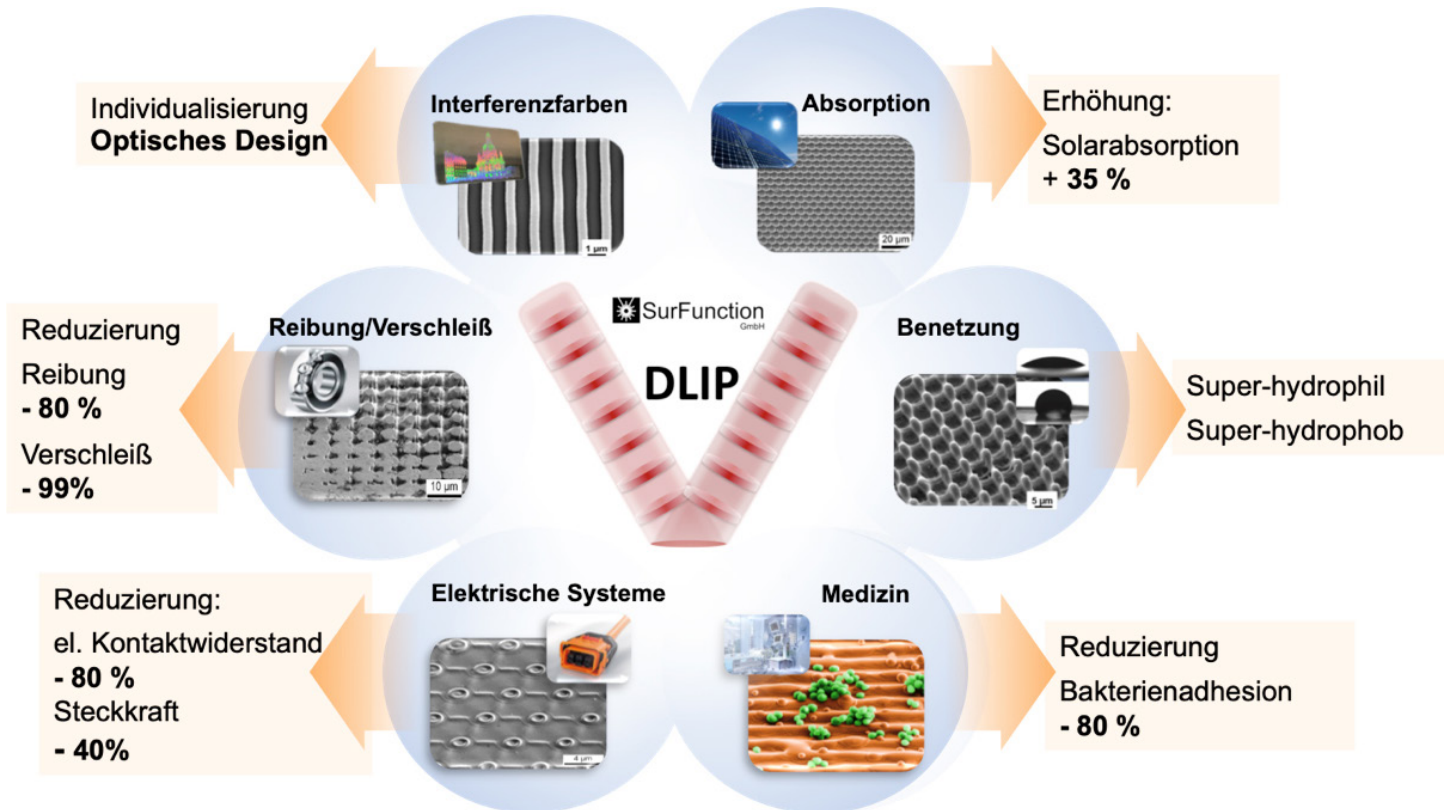 Interferenzfarben
1 µm
Individualisierung
Optisches Design
Absorption
20 µm
Erhöhung:
Solarabsorption
+ 35 %
SurFunction
GmbH
DLIP
Reibung/Verschleiß
10 µm
Reduzierung
Reibung
- 80 %
Verschleiß
- 99%
Benetzung
5 µm
Super-hydrophil
Super-hydrophob
Elektrische Systeme
4 µm
Reduzierung:
el. Kontaktwiderstand
- 80 %
Steckkraft
- 40%
Medizin
Reduzierung
Bakterienadhesion
- 80 %